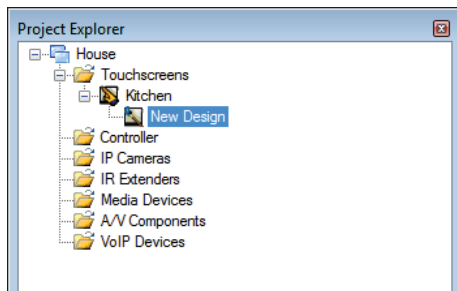 Project Explorer
House
Touchscreens
Kitchen
New Design
Controller
IP Cameras
IR Extenders
Media Devices
A/V Components
VoIP Devices